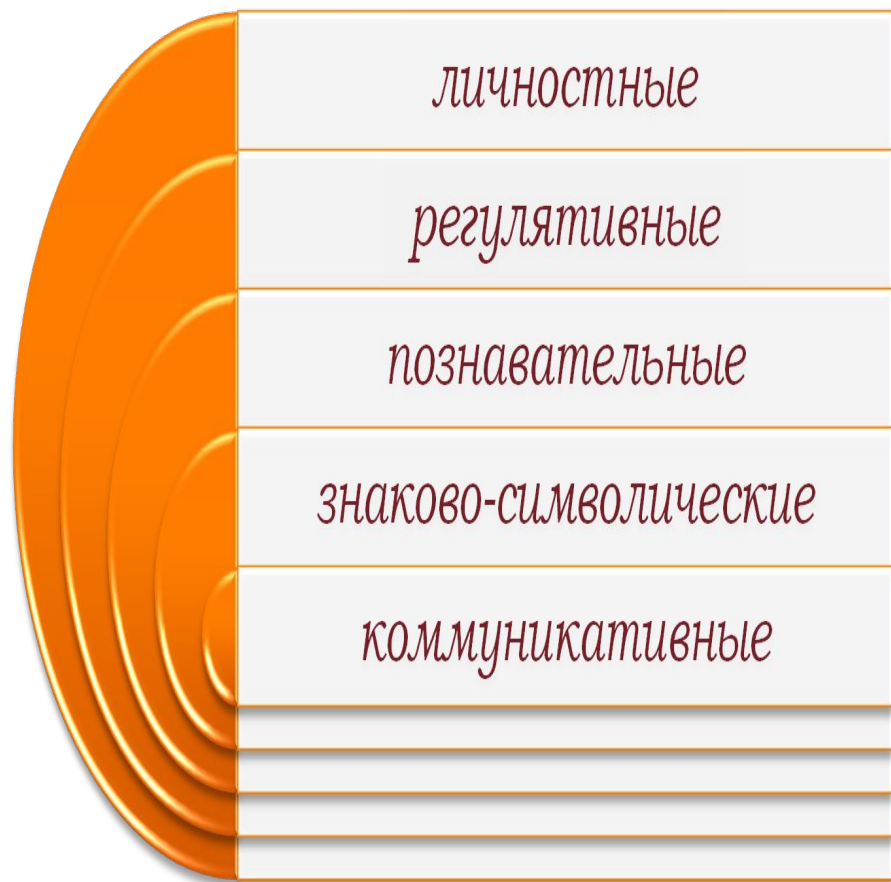 личностные
регулятивные
познавательные
знаково-символические
коммуникативные